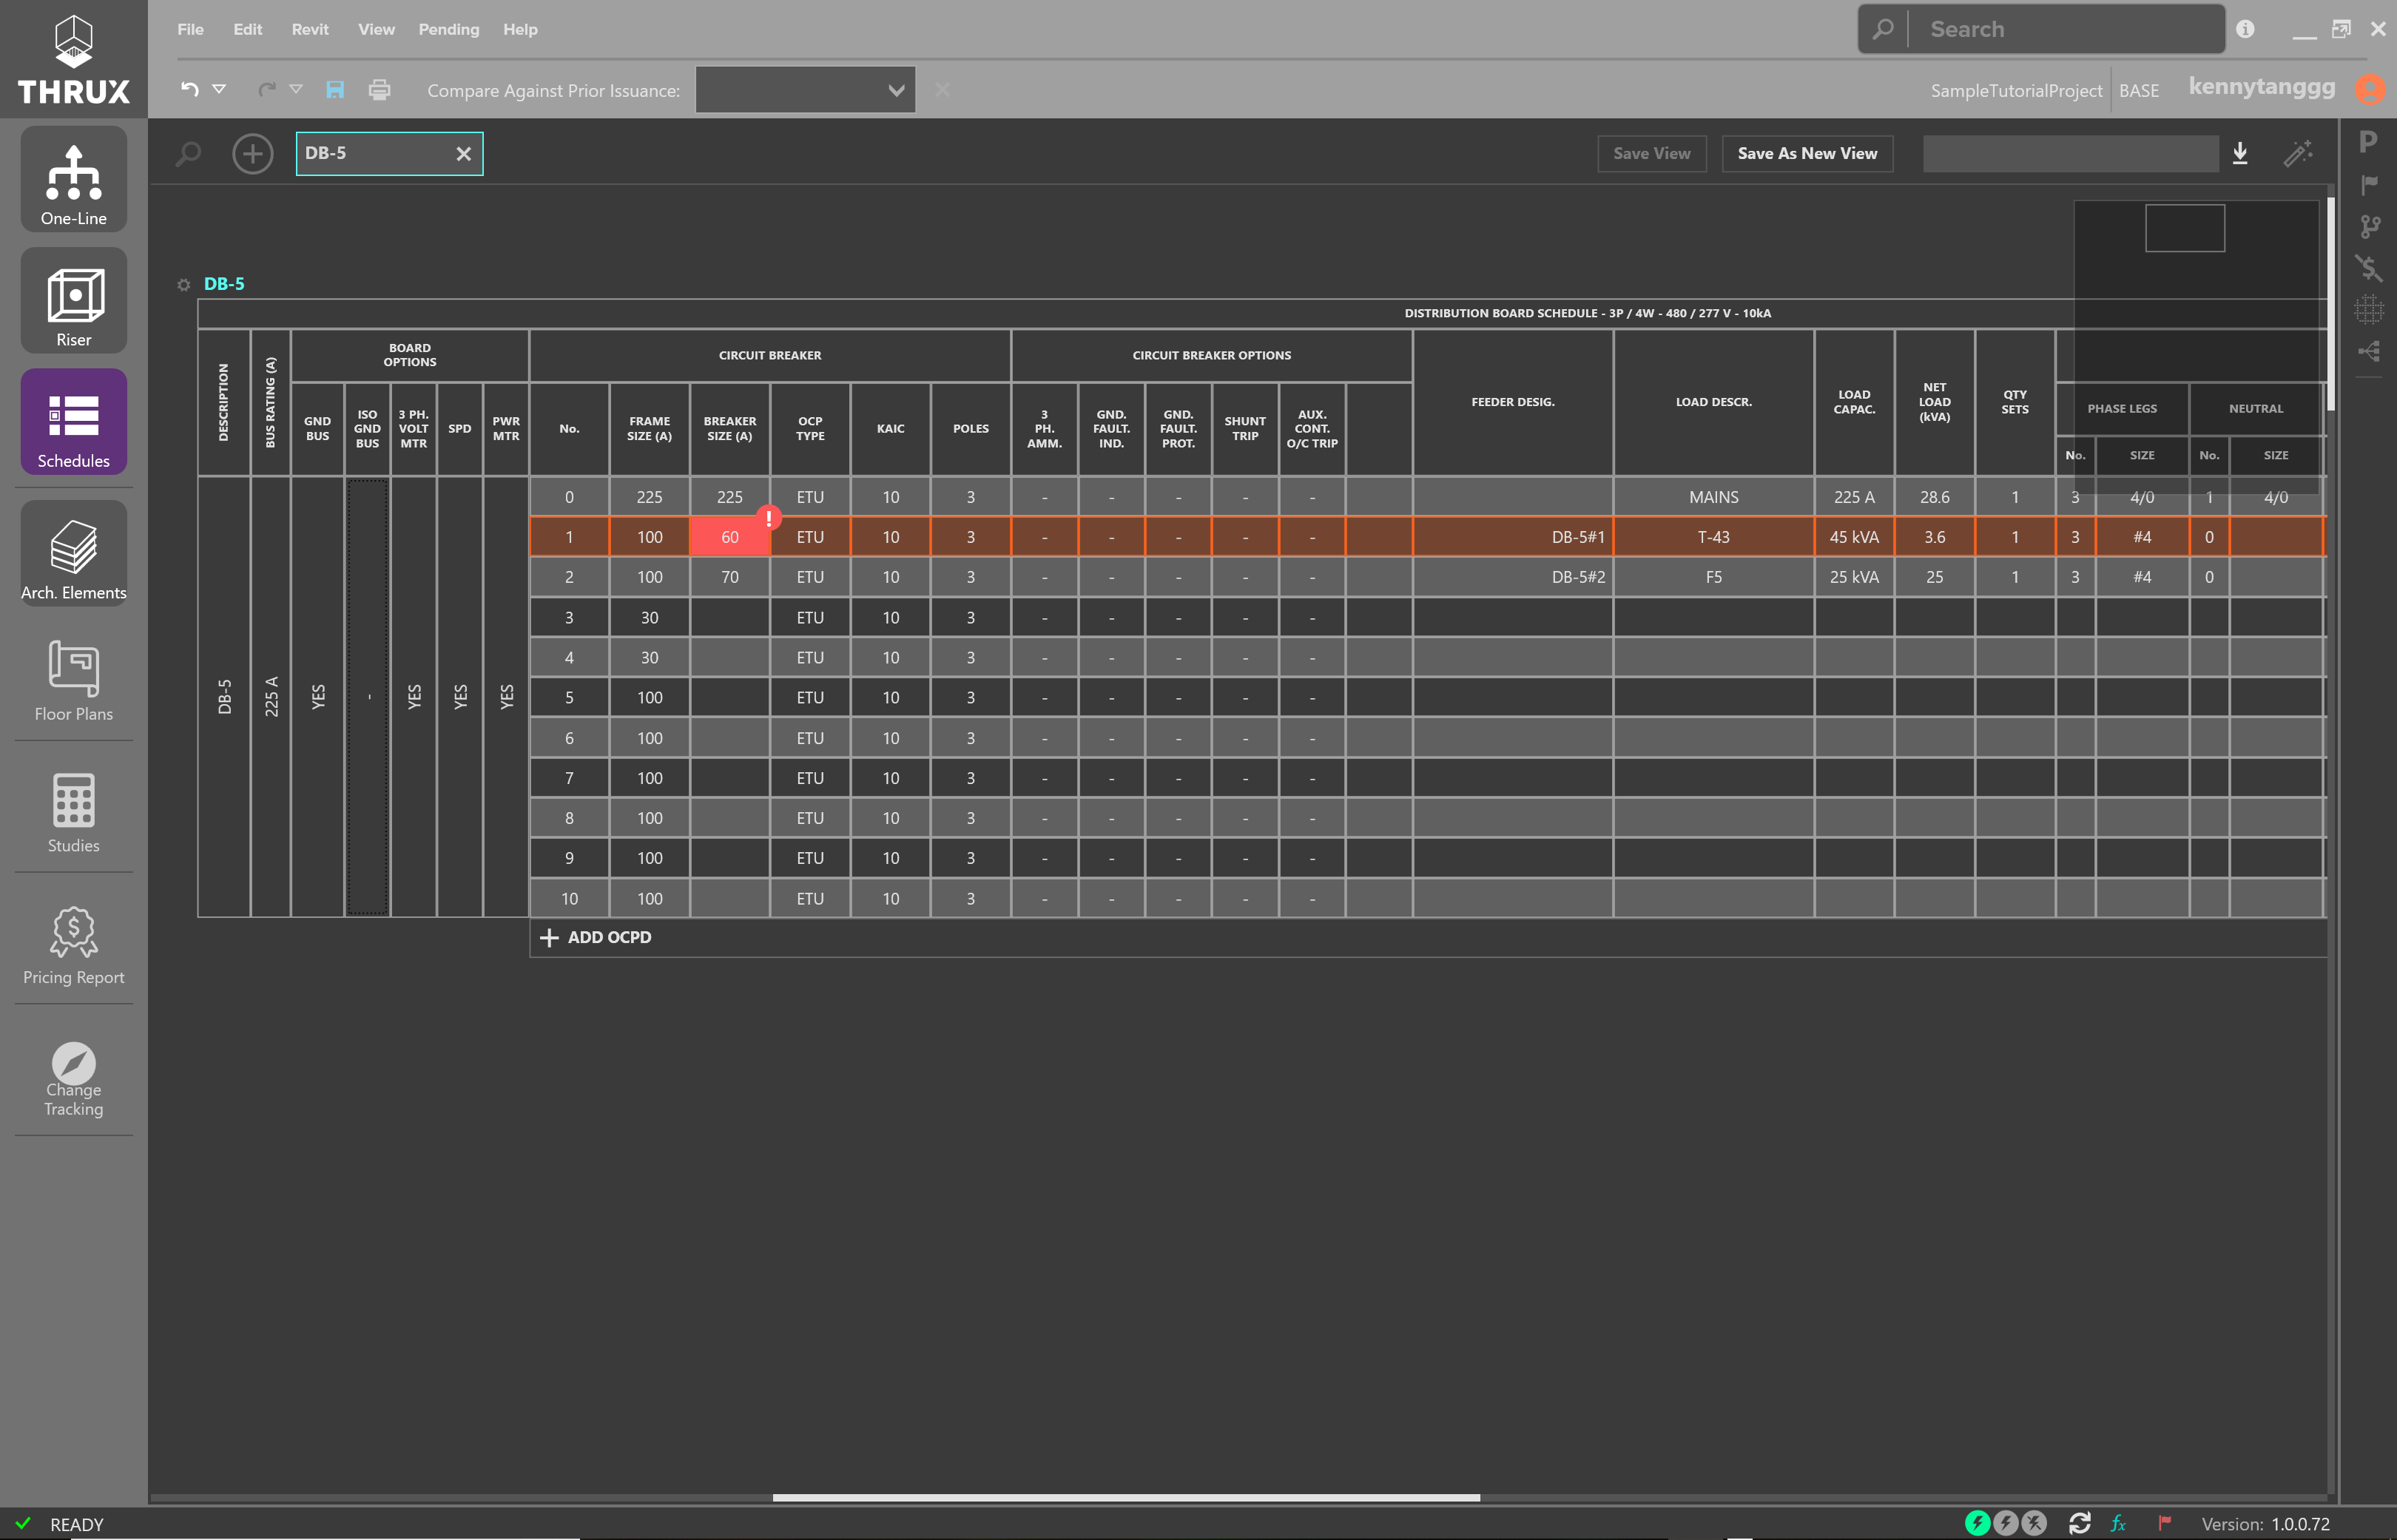 THRUX
File Edit Revit View Pending Help
Search
Compare Against Prior Issuance:
SampleTutorialProject BASE kennytanggg
One-Line
Riser
Schedules
Arch. Elements
Floor Plans
Studies
Pricing Report
Change
Tracking
DB-5
Save View Save As New View
P
DB-5
DISTRIBUTION BOARD SCHEDULE - 3P / 4W - 480 / 277 V - 10kA
DESCRIPTION
BUS RATING (A)
BOARD
OPTIONS
CIRCUIT BREAKER
CIRCUIT BREAKER OPTIONS
FEEDER DESIG.
LOAD DESCR.
LOAD
CAPAC.
NET
LOAD
(kVA)
QTY
SETS
PHASE LEGS
NEUTRAL
GND
BUS
ISO
GND
BUS
3 PH.
VOLT
MTR
SPD
PWR
MTR
No.
FRAME
SIZE (A)
BREAKER
SIZE (A)
OCP
TYPE
KAIC
POLES
3
PH.
AMM.
GND.
FAULT.
IND.
GND.
FAULT.
PROT.
SHUNT
TRIP
AUX.
CONT.
O/C TRIP
No. SIZE No. SIZE
DB-5
225 A
YES
-
YES
YES
YES
0 225 225 ETU 10 3 - - - - - MAINS 225 A 28.6 1 3 4/0 1 4/0
1 100 60 ! ETU 10 3 - - - - - DB-5#1 T-43 45 kVA 3.6 1 3 #4 0
2 100 70 ETU 10 3 - - - - - DB-5#2 F5 25 kVA 25 1 3 #4 0
3 30 ETU 10 3 - - - - -
4 30 ETU 10 3 - - - - -
5 100 ETU 10 3 - - - - -
6 100 ETU 10 3 - - - - -
7 100 ETU 10 3 - - - - -
8 100 ETU 10 3 - - - - -
9 100 ETU 10 3 - - - - -
10 100 ETU 10 3 - - - - -
ADD OCPD
READY
fx
Version: 1.0.0.72